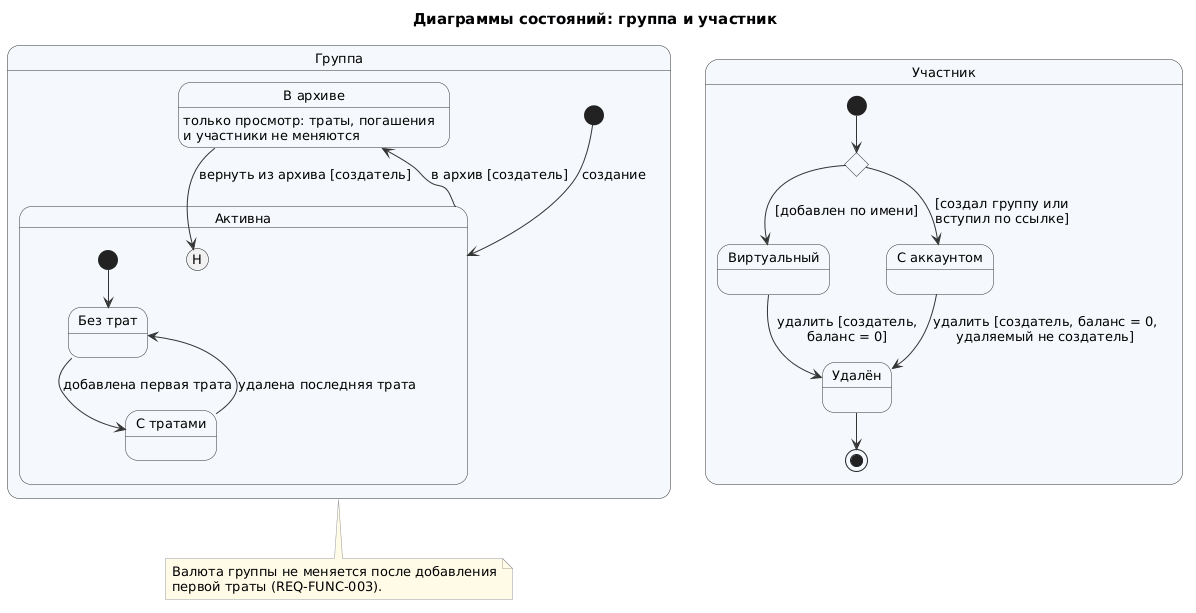 Диаграммы состояний: группа и участник
Группа
В архиве
только просмотр: траты, погашения
и участники не меняются
вернуть из архива [создатель]
в архив [создатель]
создание
Активна
H
Без трат
добавлена первая трата
удалена последняя трата
С тратами
Валюта группы не меняется после добавления
первой траты (REQ-FUNC-003).
Участник
[добавлен по имени]
[создал группу или
вступил по ссылке]
Виртуальный
С аккаунтом
удалить [создатель,
баланс = 0]
удалить [создатель, баланс = 0,
удаляемый не создатель]
Удалён